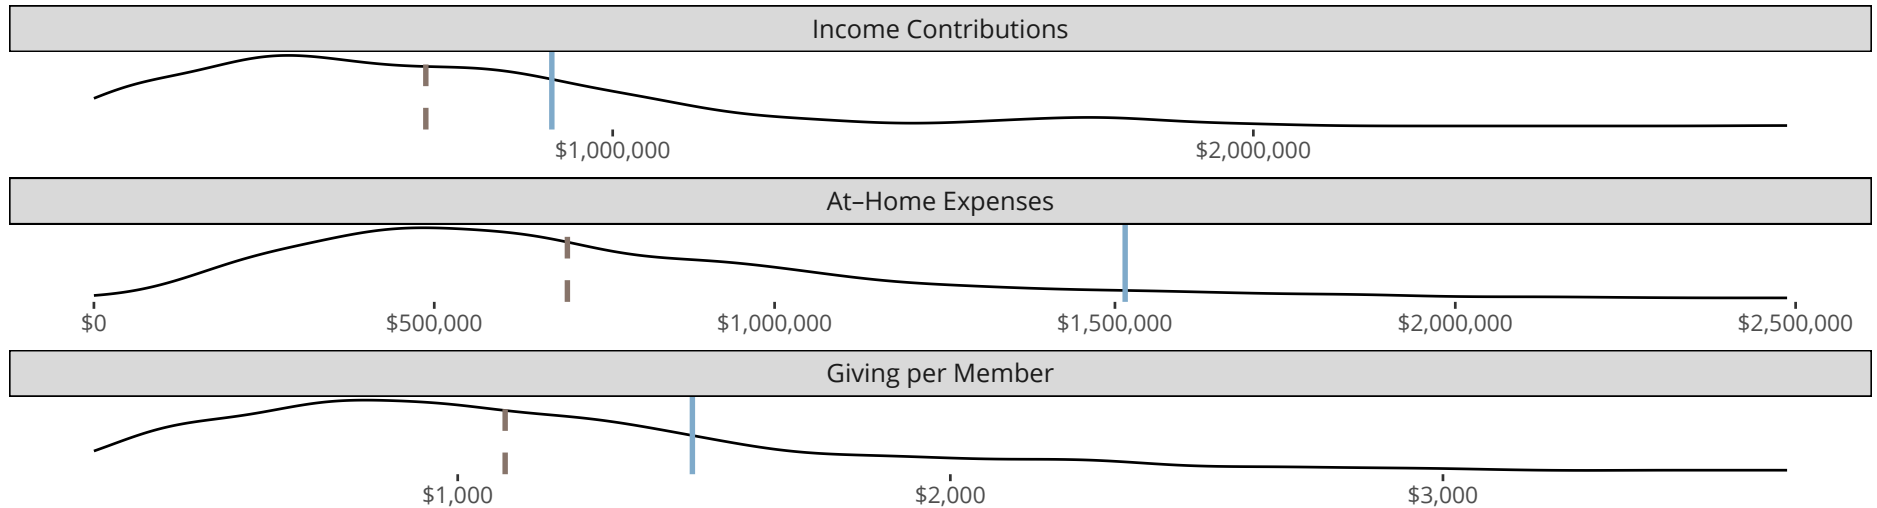 Income Contributions
$1,000,000 $2,000,000
At–Home Expenses
$0 $500,000 $1,000,000 $1,500,000 $2,000,000 $2,500,000
Giving per Member
$1,000 $2,000 $3,000